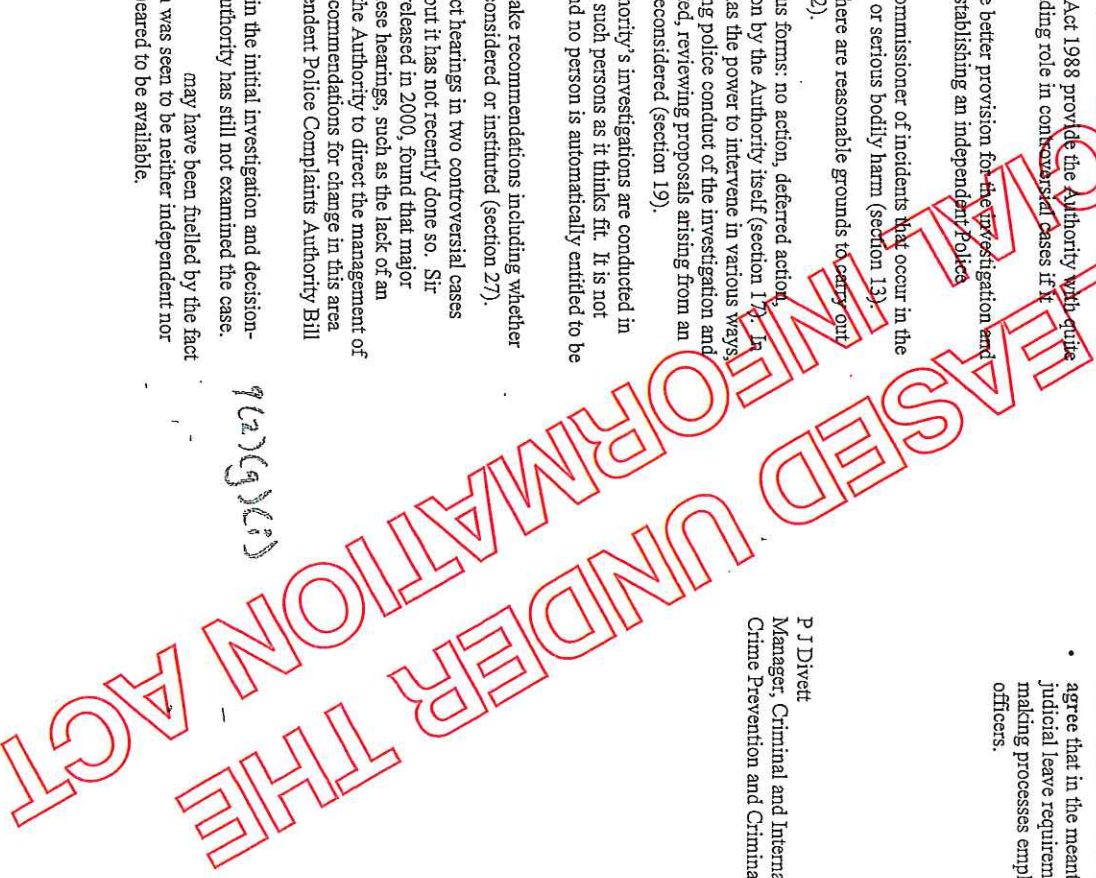 Act 1988 provide the Authority with quite
ding role in controversial cases if it
e better provision for the investigation and
stablishing an independent Police
ommissioner of incidents that occur in the
or serious bodily harm (section 13).
here are reasonable grounds to carry out
2).
us forms: no action, deferred action,
on by the Authority itself (section 17). In
as the power to intervene in various ways,
ng police conduct of the investigation and
ed, reviewing proposals arising from an
econsidered (section 19).
hority's investigations are conducted in
such persons as it thinks fit. It is not
nd no person is automatically entitled to be
ake recommendations including whether
considered or instituted (section 27).
ct hearings in two controversial cases
out it has not recently done so. Sir
released in 2000, found that major
ese hearings, such as the lack of an
the Authority to direct the management of
commendations for change in this area
endent Police Complaints Authority Bill
in the initial investigation and decision-
uthority has still not examined the case.
may have been fuelled by the fact
n was seen to be neither independent nor
eared to be available.
9(2)(g)(i)
• agree that in the meant
judicial leave requirem
making processes empl
officers.
P J Divett
Manager, Criminal and Interna
Crime Prevention and Crimina
EASED UNDER THE
CIAL INFORMATION ACT